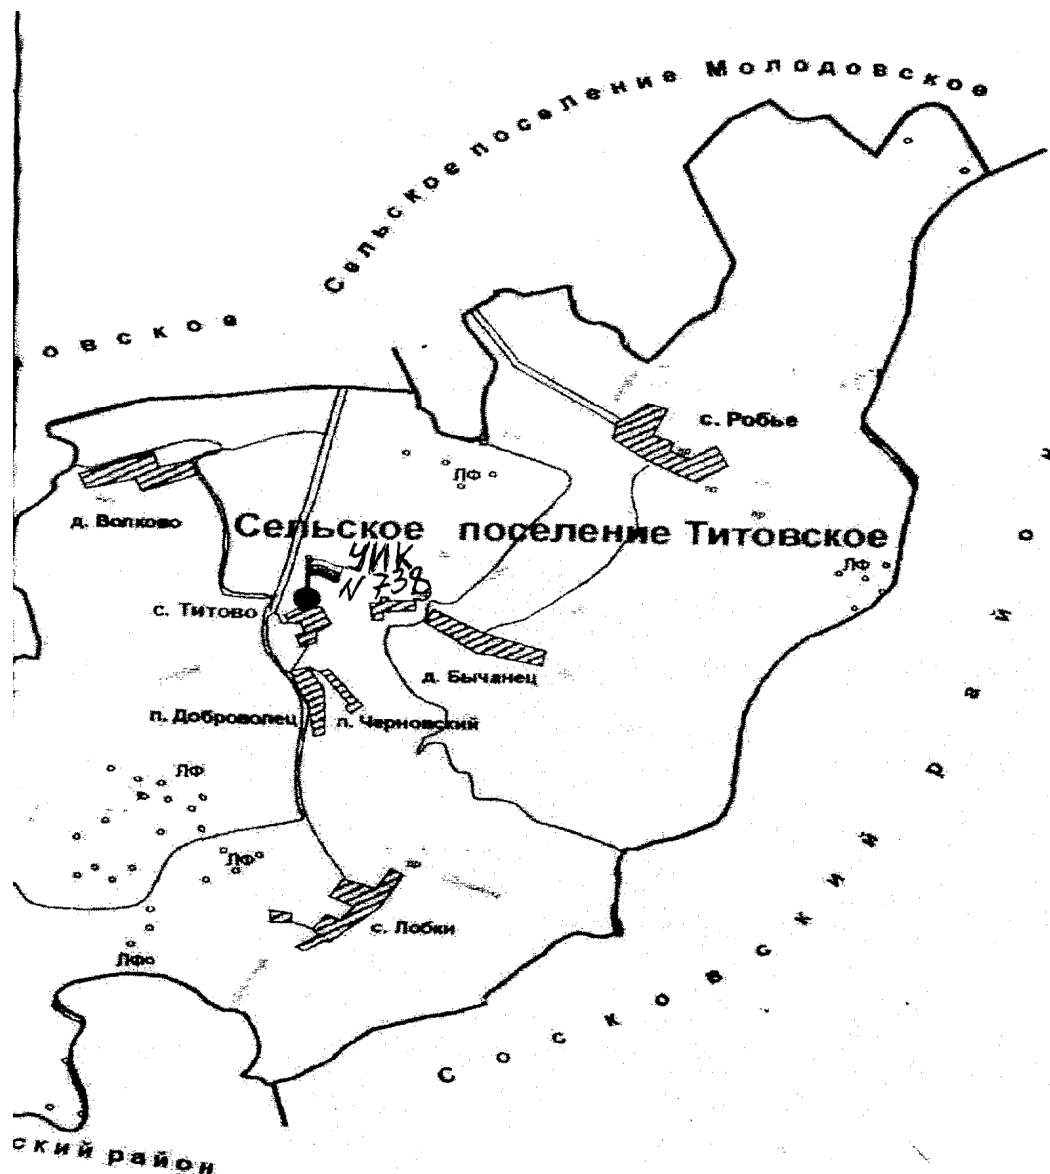 Сельское поселение Молодовское
овское
с. Робье
ЛФ
д. Волково
Сельское поселение Титовское
УИК
N 738
ЛФ
с. Титово
д. Бычанец
п. Доброволец
п. Черновский
ЛФ
ЛФ
с. Лобки
ЛФ
Сосковский район
ский район